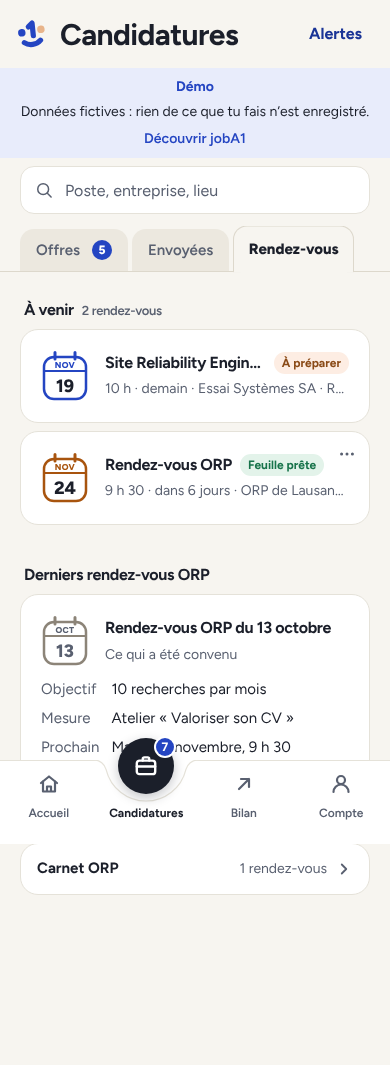 Candidatures
Alertes
Démo
Données fictives : rien de ce que tu fais n'est enregistré.
Découvrir jobA1
Poste, entreprise, lieu
Offres 5
Envoyées
Rendez-vous
À venir 2 rendez-vous
NOV
19
Site Reliability Engin... À préparer
10 h · demain · Essai Systèmes SA · R...
NOV
24
Rendez-vous ORP Feuille prête
9 h 30 · dans 6 jours · ORP de Lausan...
Derniers rendez-vous ORP
OCT
13
Rendez-vous ORP du 13 octobre
Ce qui a été convenu
Objectif 10 recherches par mois
Mesure Atelier « Valoriser son CV »
Prochain novembre, 9 h 30
7
Accueil
Candidatures
Bilan
Compte
Carnet ORP 1 rendez-vous